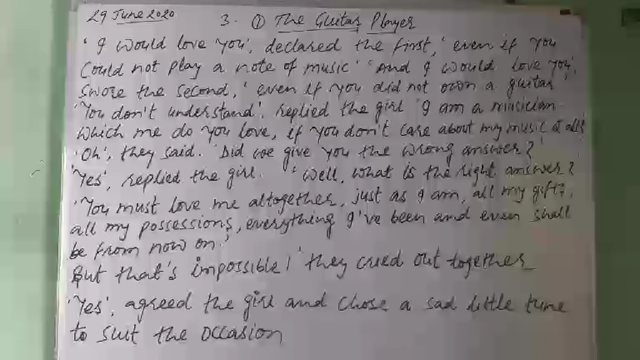 29 June 2020 3. ① The Guitar Player
'I would love you', declared the first, 'even if you
could not play a note of music' 'And I would love you',
swore the second, 'even if you did not own a guitar'
'You don't understand', replied the girl 'I am a musician
Which me do you love, if you don't care about my music at all?'
'Oh', they said. 'Did we give you the wrong answer?'
'Yes', replied the girl. 'Well, what is the right answer?
'You must love me altogether, just as I am, all my gifts,
all my possessions, everything I've been and even shall
be from now on.'
But that's impossible!' they cried out together
'Yes', agreed the girl and chose a sad little tune
to suit the occasion